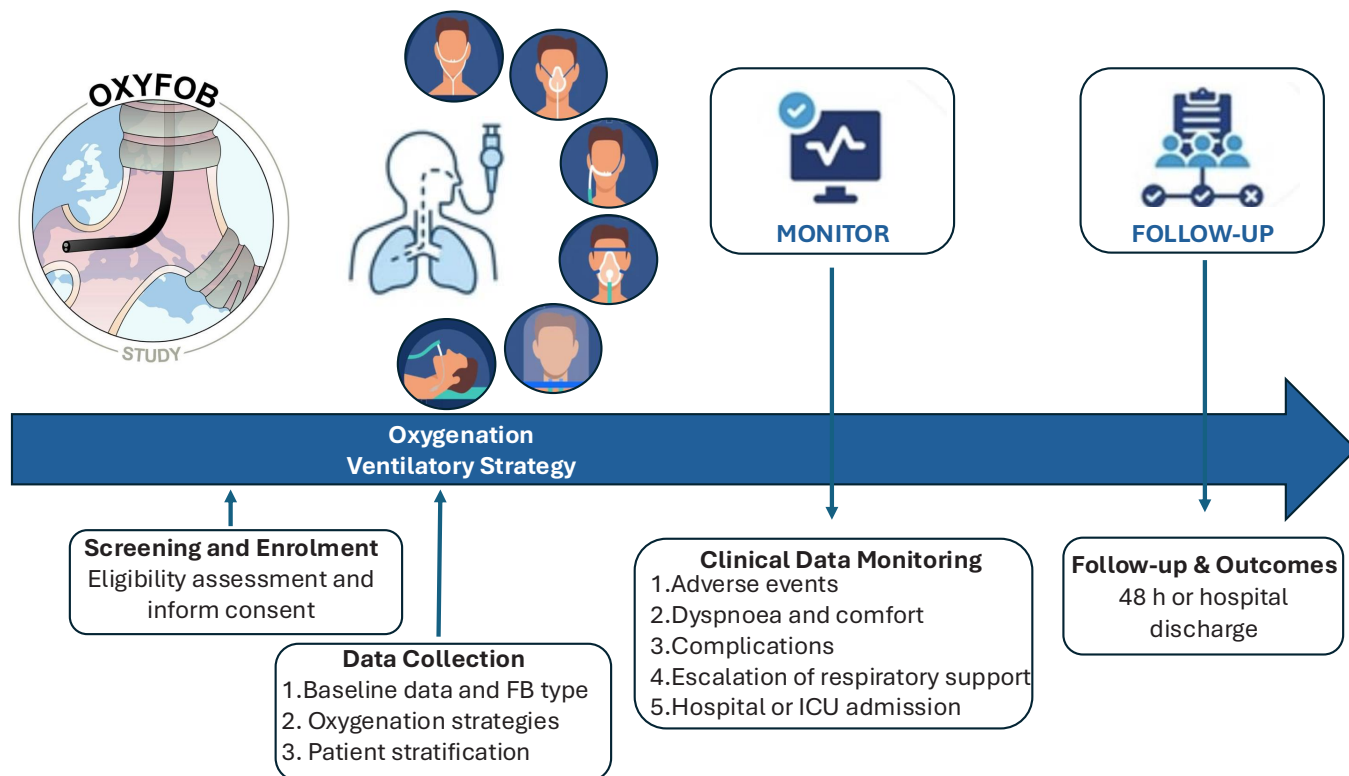 OXYFOB
STUDY
MONITOR
FOLLOW-UP
Oxygenation
Ventilatory Strategy
Screening and Enrolment
Eligibility assessment and
inform consent
Data Collection
1.Baseline data and FB type
2. Oxygenation strategies
3. Patient stratification
Clinical Data Monitoring
1.Adverse events
2.Dyspnoea and comfort
3.Complications
4.Escalation of respiratory support
5.Hospital or ICU admission
Follow-up & Outcomes
48 h or hospital
discharge